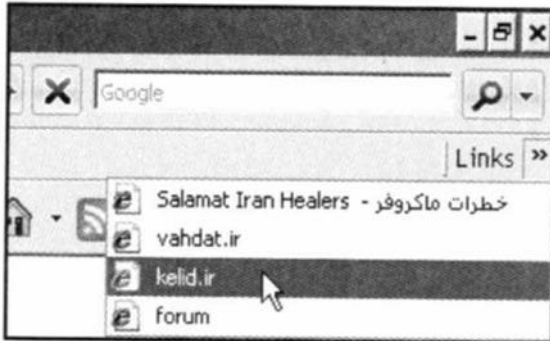 Google
Links »
Salamat Iran Healers - خطرات ماکروفر
vahdat.ir
kelid.ir
forum